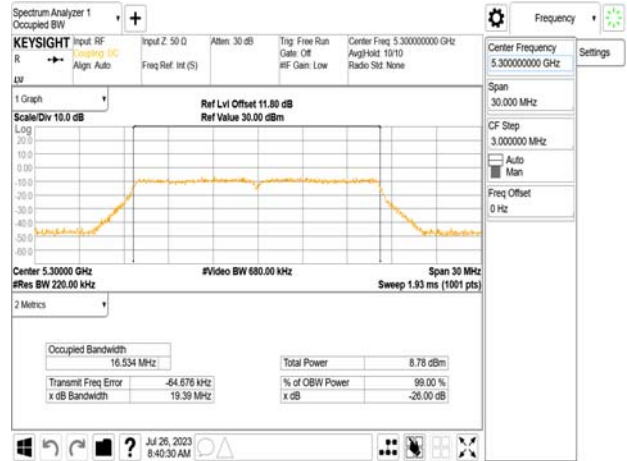 Spectrum Analyzer 1
Occupied BW
Frequency
KEYSIGHT
Input: RF
Coupling: DC
Align: Auto
Input Z: 50 Ω
Freq Ref: Int (S)
Atten: 30 dB
Trig: Free Run
Gate: Off
#IF Gain: Low
Center Freq: 5.300000000 GHz
Avg|Hold: 10/10
Radio Std: None
R
Center Frequency
5.300000000 GHz
Settings
Span
30.000 MHz
CF Step
3.000000 MHz
Auto
Man
Freq Offset
0 Hz
1 Graph
Scale/Div 10.0 dB
Ref Lvl Offset 11.80 dB
Ref Value 30.00 dBm
Log
20.0
10.0
0.00
-10.0
-20.0
-30.0
-40.0
-50.0
-60.0
Center 5.30000 GHz
#Res BW 220.00 kHz
#Video BW 680.00 kHz
Span 30 MHz
Sweep 1.93 ms (1001 pts)
2 Metrics
Occupied Bandwidth
16.534 MHz
Transmit Freq Error -64.676 kHz
x dB Bandwidth 19.39 MHz
Total Power 8.78 dBm
% of OBW Power 99.00 %
x dB -26.00 dB
Jul 26, 2023
8:40:30 AM